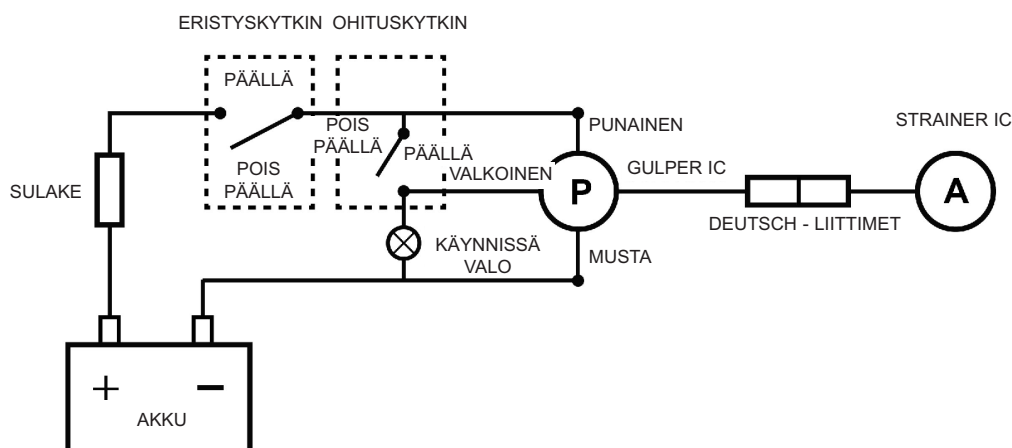 ERISTYSKYTKIN
OHITUSKYTKIN
PÄÄLLÄ
POIS
PÄÄLLÄ
POIS
PÄÄLLÄ
PÄÄLLÄ
VALKOINEN
PUNAINEN
STRAINER IC
SULAKE
P
GULPER IC
A
DEUTSCH - LIITTIMET
KÄYNNISSÄ
VALO
MUSTA
+
−
AKKU